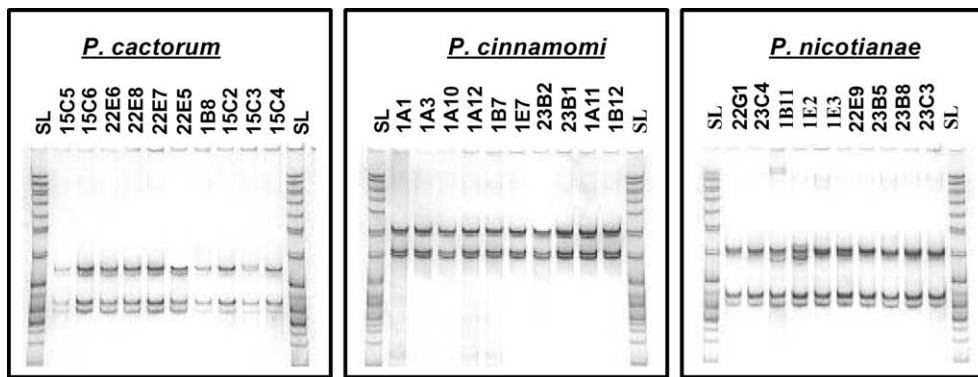 P. cactorum
SL 15C5 15C6 22E6 22E8 22E7 22E5 1B8 15C2 15C3 15C4 SL
P. cinnamomi
SL 1A1 1A3 1A10 1A12 1B7 1E7 23B2 23B1 1A11 1B12 SL
P. nicotianae
SL 22G1 23C4 1B11 1E2 1E3 22E9 23B5 23B8 23C3 SL